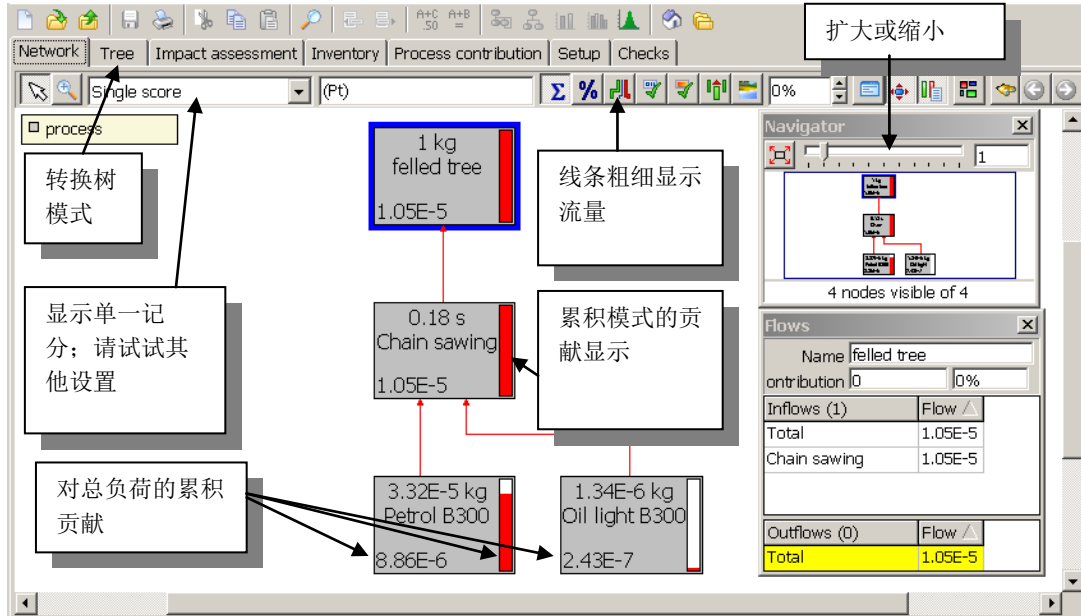 A+C
.50
A+B
=
扩大或缩小
Network
Tree
Impact assessment
Inventory
Process contribution
Setup
Checks
Single score
(Pt)
Σ
%
0%
process
转换树
模式
1 kg
felled tree
1.05E-5
线条粗细显示
流量
Navigator
1
4 nodes visible of 4
显示单一记
分；请试试其
他设置
0.18 s
Chain sawing
1.05E-5
累积模式的贡
献显示
Flows
Name felled tree
ontribution 0 0%
Inflows (1) Flow
Total 1.05E-5
Chain sawing 1.05E-5
对总负荷的累积
贡献
3.32E-5 kg
Petrol B300
8.86E-6
1.34E-6 kg
Oil light B300
2.43E-7
Outflows (0) Flow
Total 1.05E-5